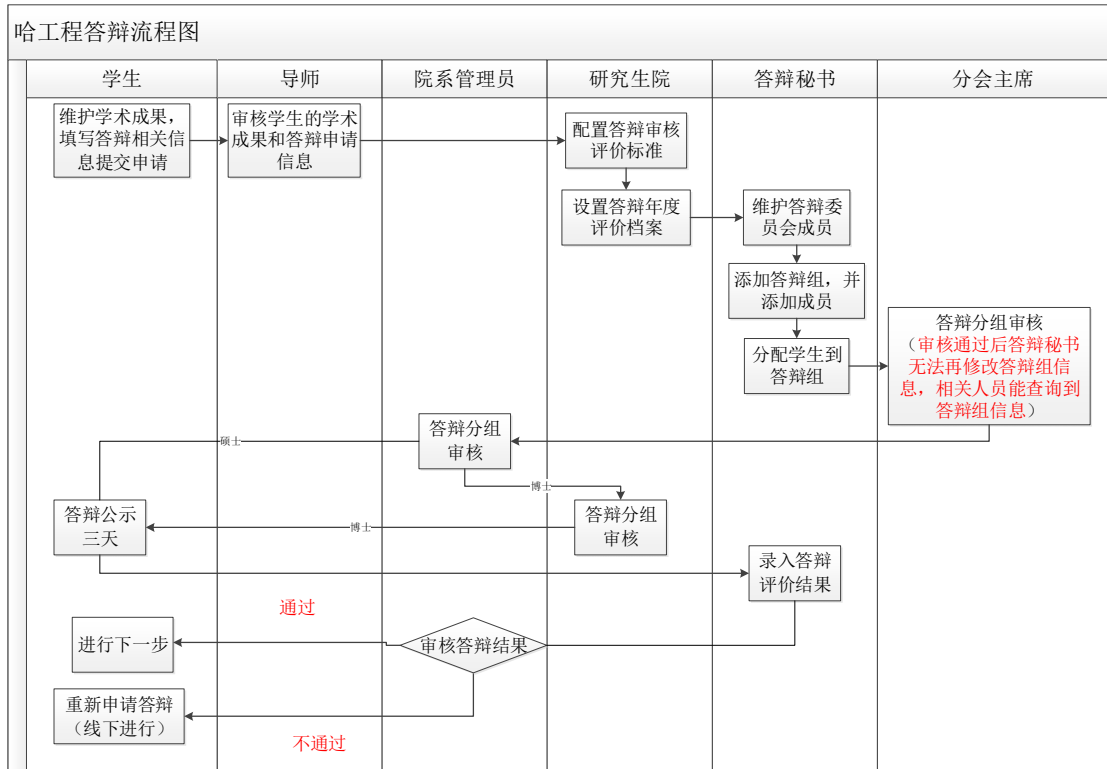 哈工程答辩流程图
学生
导师
院系管理员
研究生院
答辩秘书
分会主席
维护学术成果，
填写答辩相关信
息提交申请
审核学生的学术
成果和答辩申请
信息
配置答辩审核
评价标准
设置答辩年度
评价档案
维护答辩委
员会成员
添加答辩组，并
添加成员
分配学生到
答辩组
答辩分组审核
（审核通过后答辩秘书
无法再修改答辩组信
息，相关人员能查询到
答辩组信息）
答辩分组
审核
硕士
博士
答辩分组
审核
博士
答辩公示
三天
录入答辩
评价结果
通过
审核答辩结果
进行下一步
重新申请答辩
（线下进行）
不通过